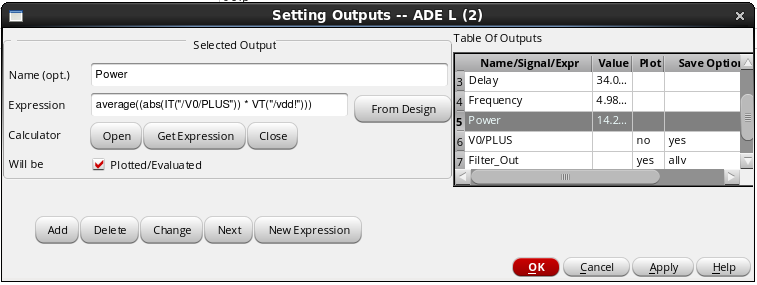 Setting Outputs -- ADE L (2)
Selected Output
Name (opt.) Power
Expression average((abs(IT("/V0/PLUS")) * VT("/vdd!"))) From Design
Calculator Open Get Expression Close
Will be Plotted/Evaluated
Add Delete Change Next New Expression
Table Of Outputs
Name/Signal/Expr Value Plot Save Option
3 Delay 34.0...
4 Frequency 4.98...
5 Power 14.2...
6 V0/PLUS no yes
7 Filter_Out yes allv
OK Cancel Apply Help